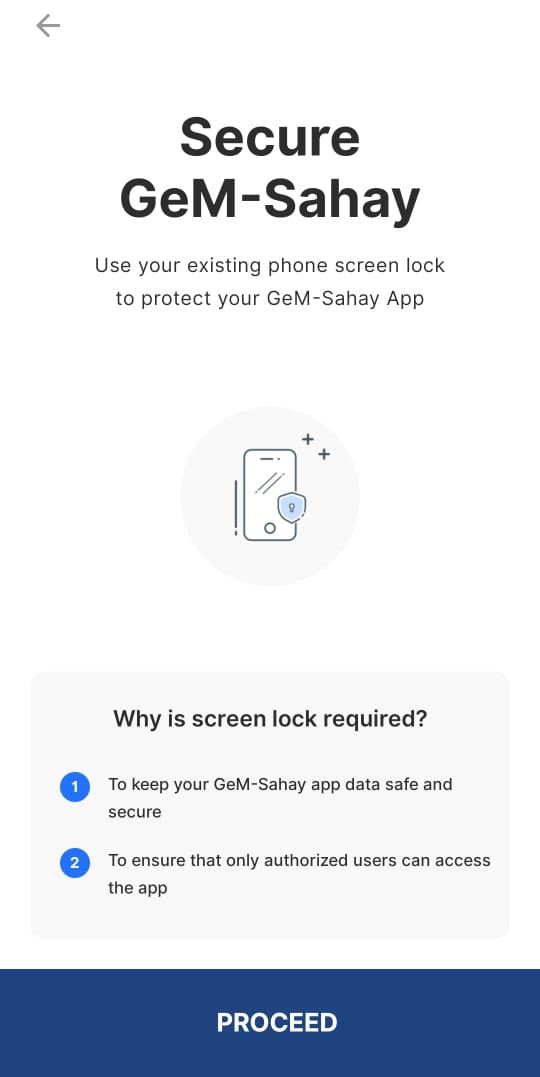 Secure
GeM-Sahay
Use your existing phone screen lock
to protect your GeM-Sahay App
Why is screen lock required?
1 To keep your GeM-Sahay app data safe and
secure
2 To ensure that only authorized users can access
the app
PROCEED